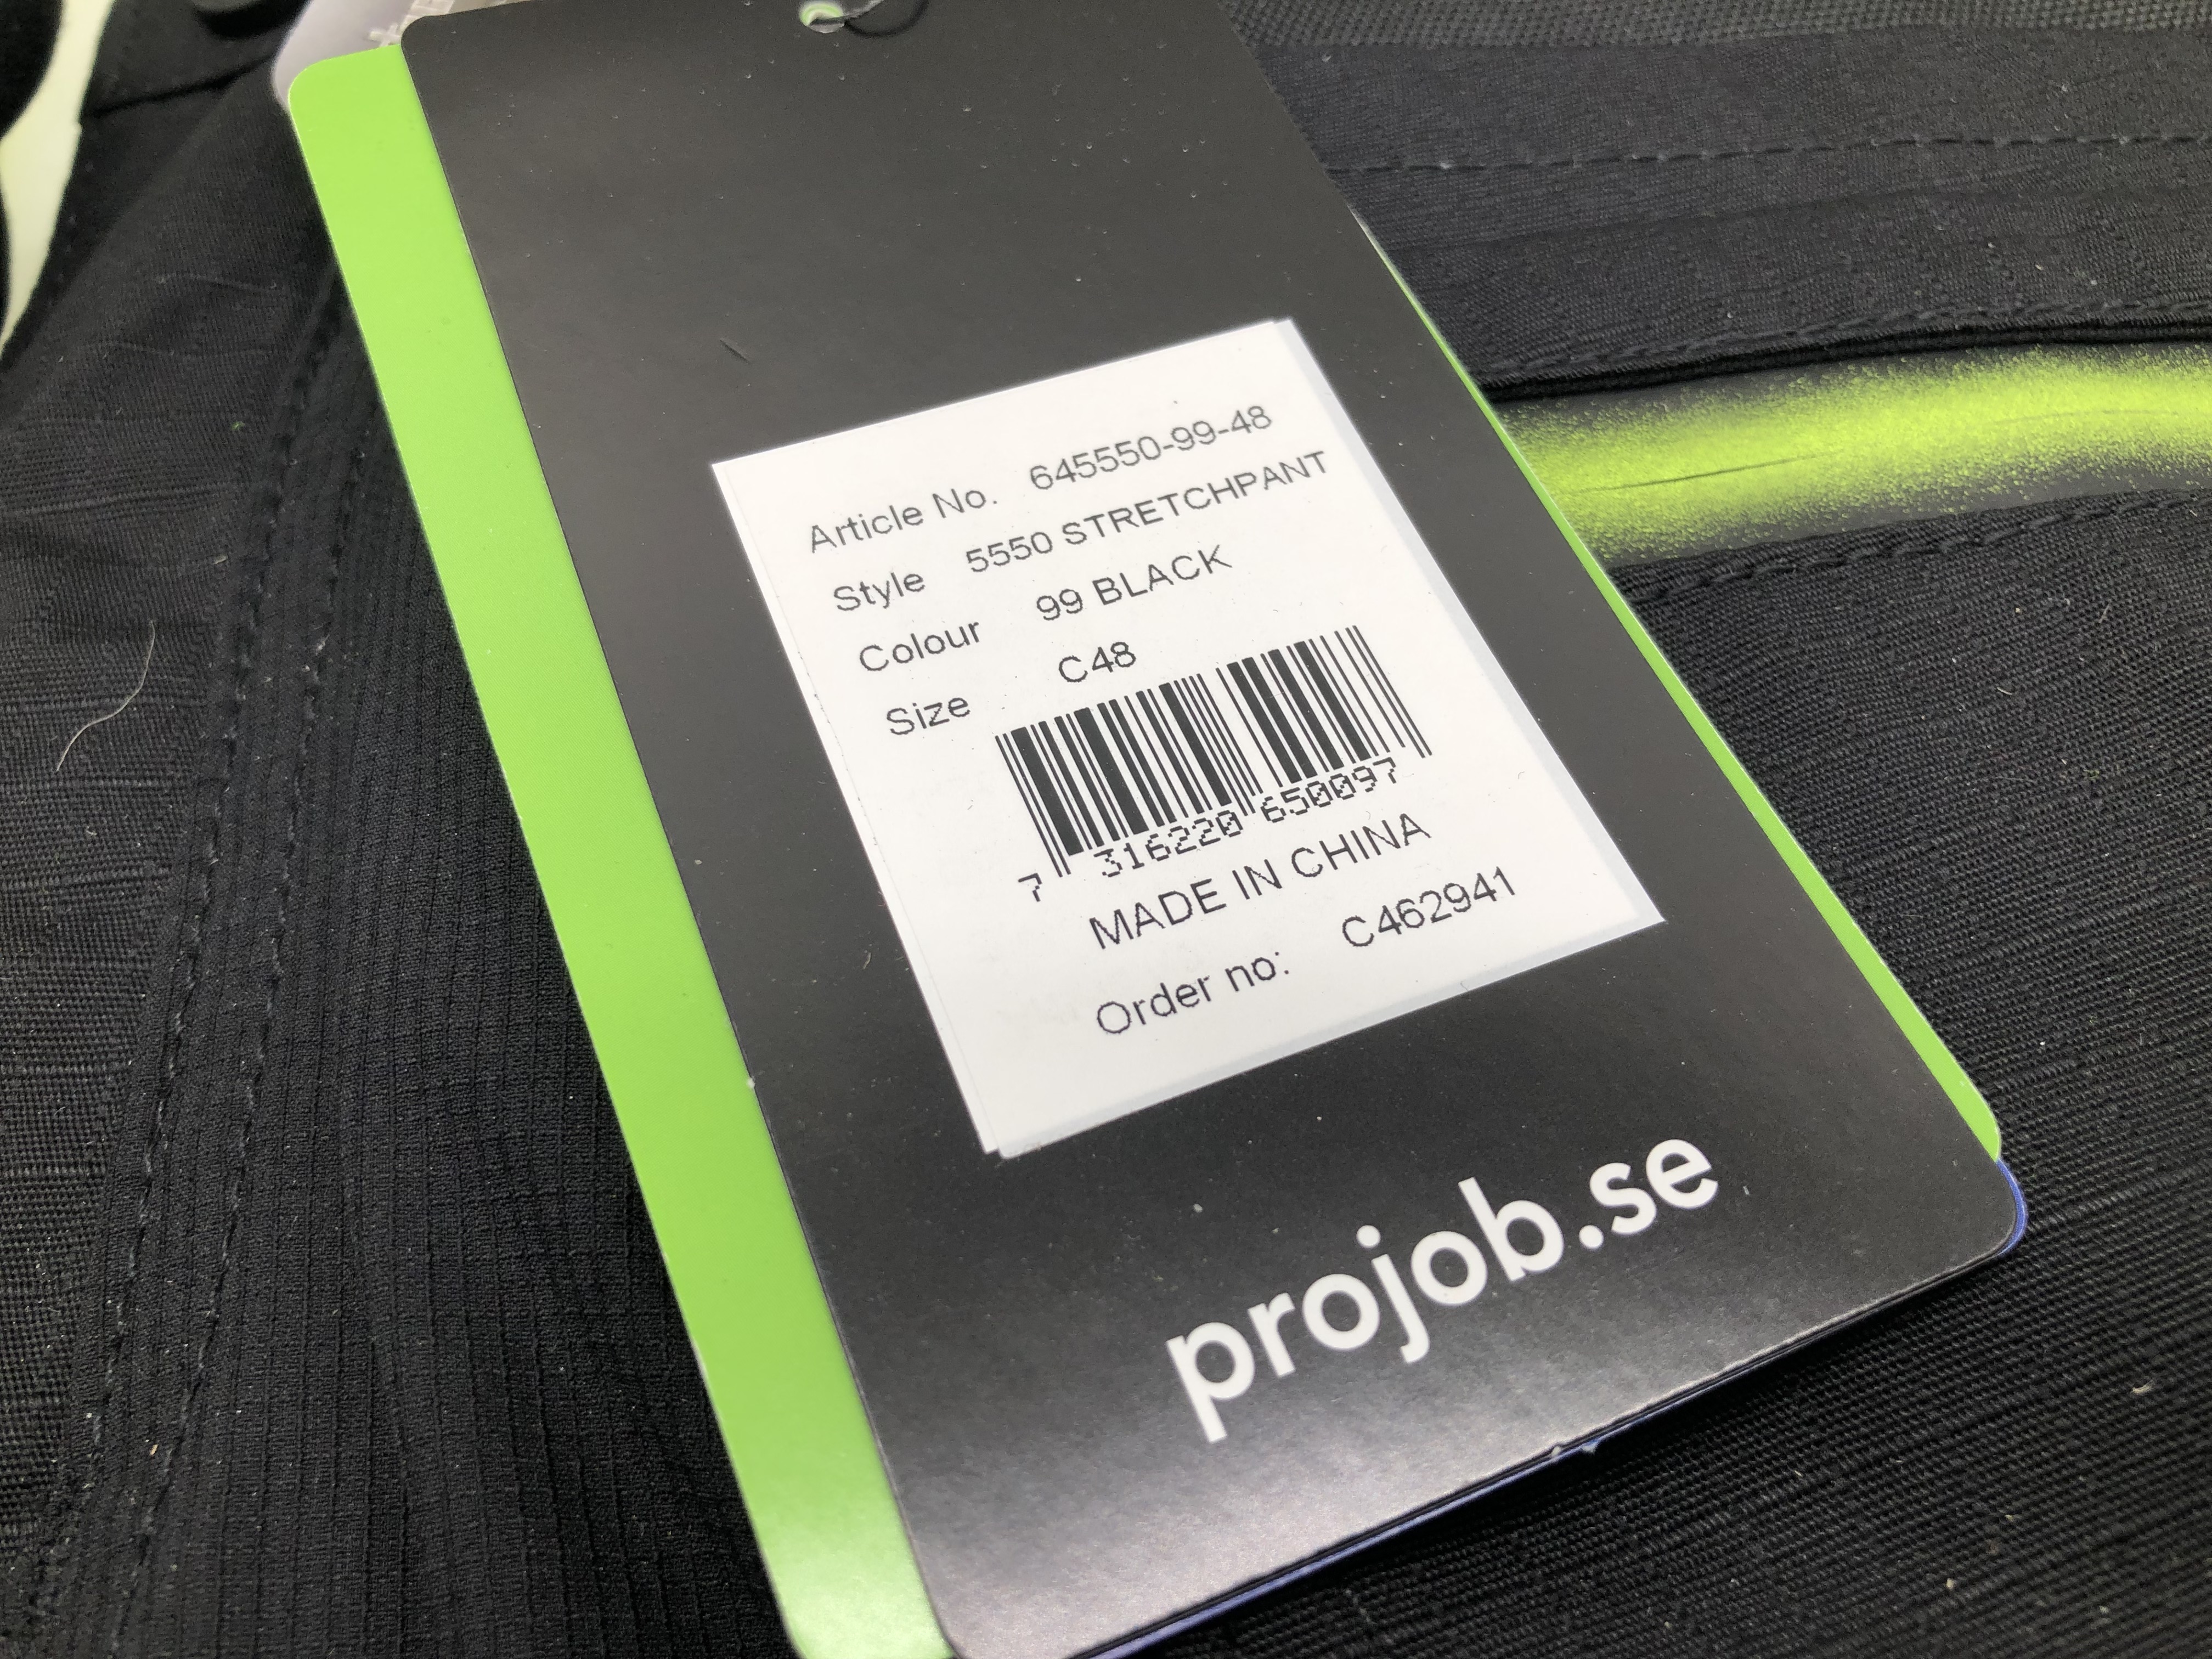 Article No. 645550-99-48
Style 5550 STRETCHPANT
Colour 99 BLACK
Size C48
7 316220 650097
MADE IN CHINA
Order no: C462941
projob.se